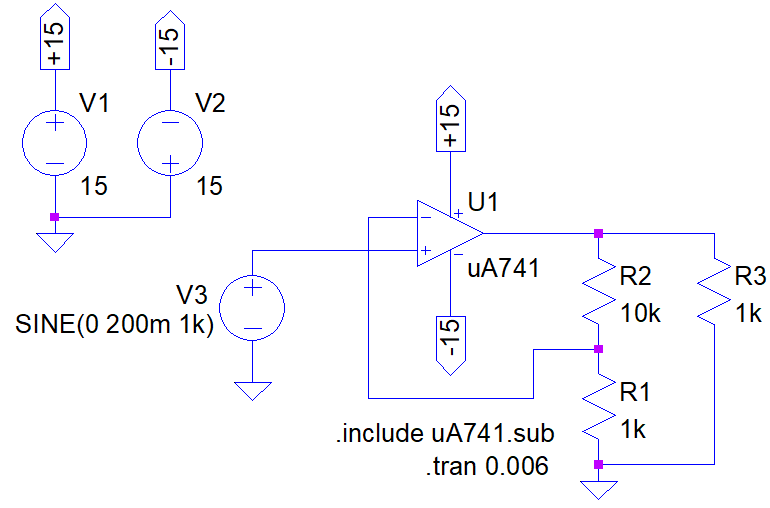 +15
-15
V1
15
V2
15
+15
U1
uA741
-15
V3
SINE(0 200m 1k)
R2
10k
R3
1k
R1
1k
.include uA741.sub
.tran 0.006